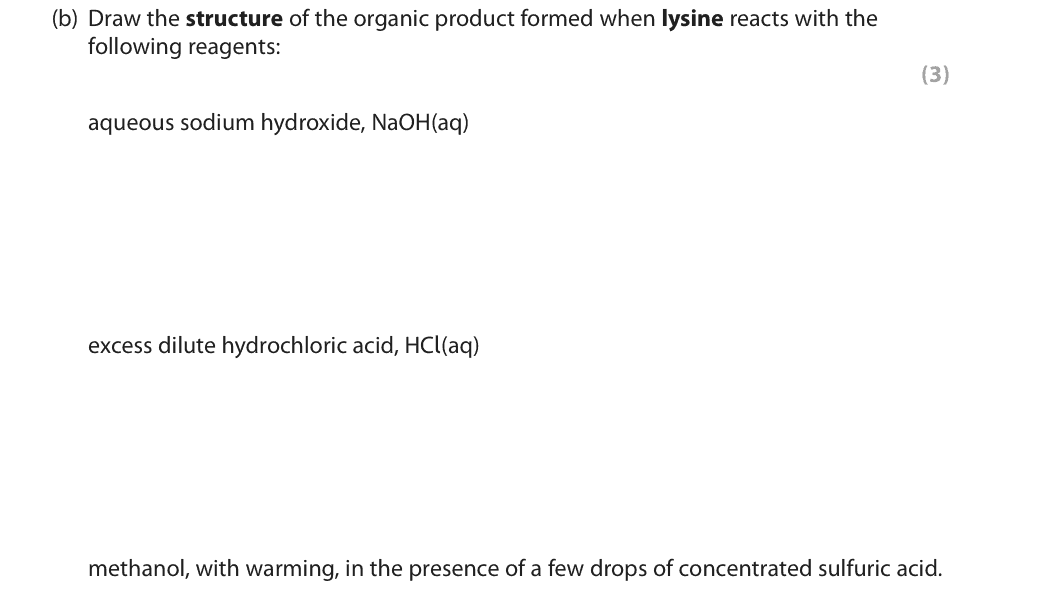 (b) Draw the structure of the organic product formed when lysine reacts with the
following reagents:
(3)
aqueous sodium hydroxide, NaOH(aq)
excess dilute hydrochloric acid, HCl(aq)
methanol, with warming, in the presence of a few drops of concentrated sulfuric acid.